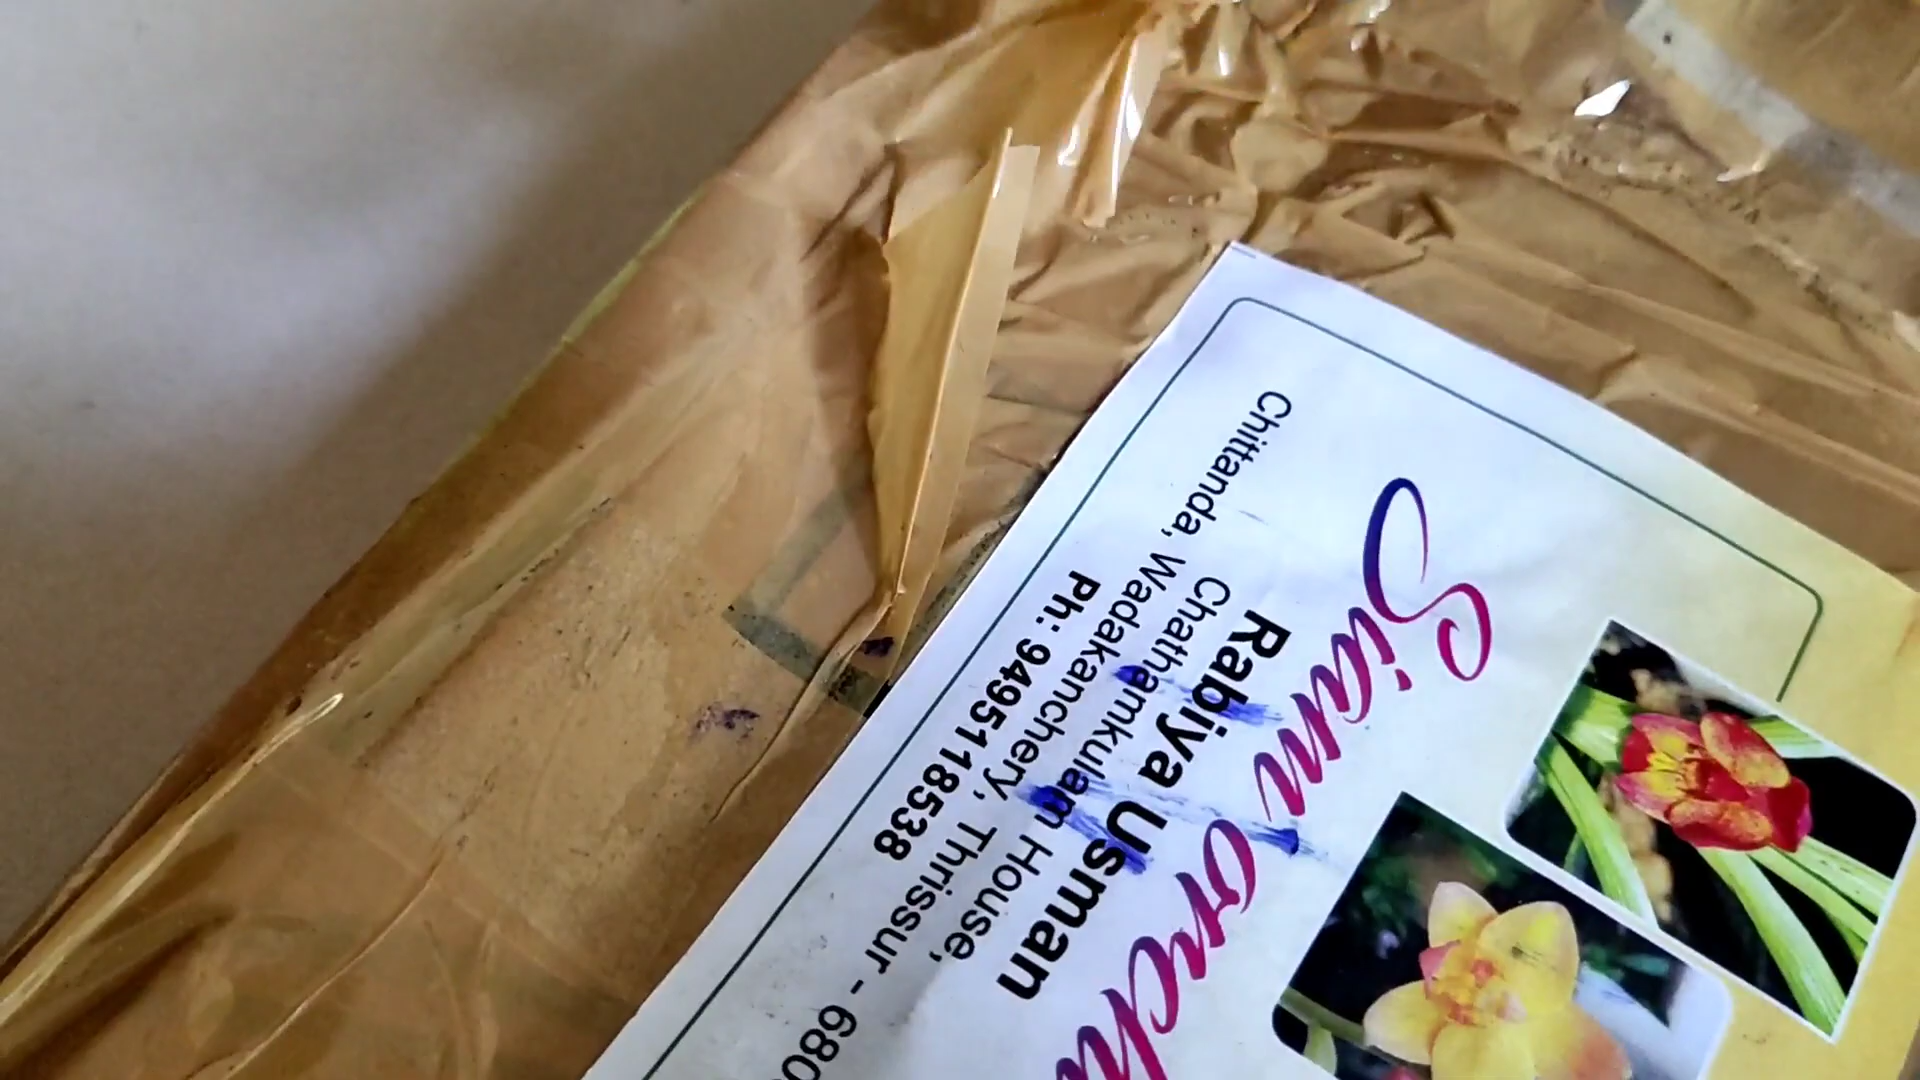 Siam orch
Rabiya Usman
Chathamkulam House,
Chittanda, Wadakanchery, Thrissur - 680
Ph: 9495118538